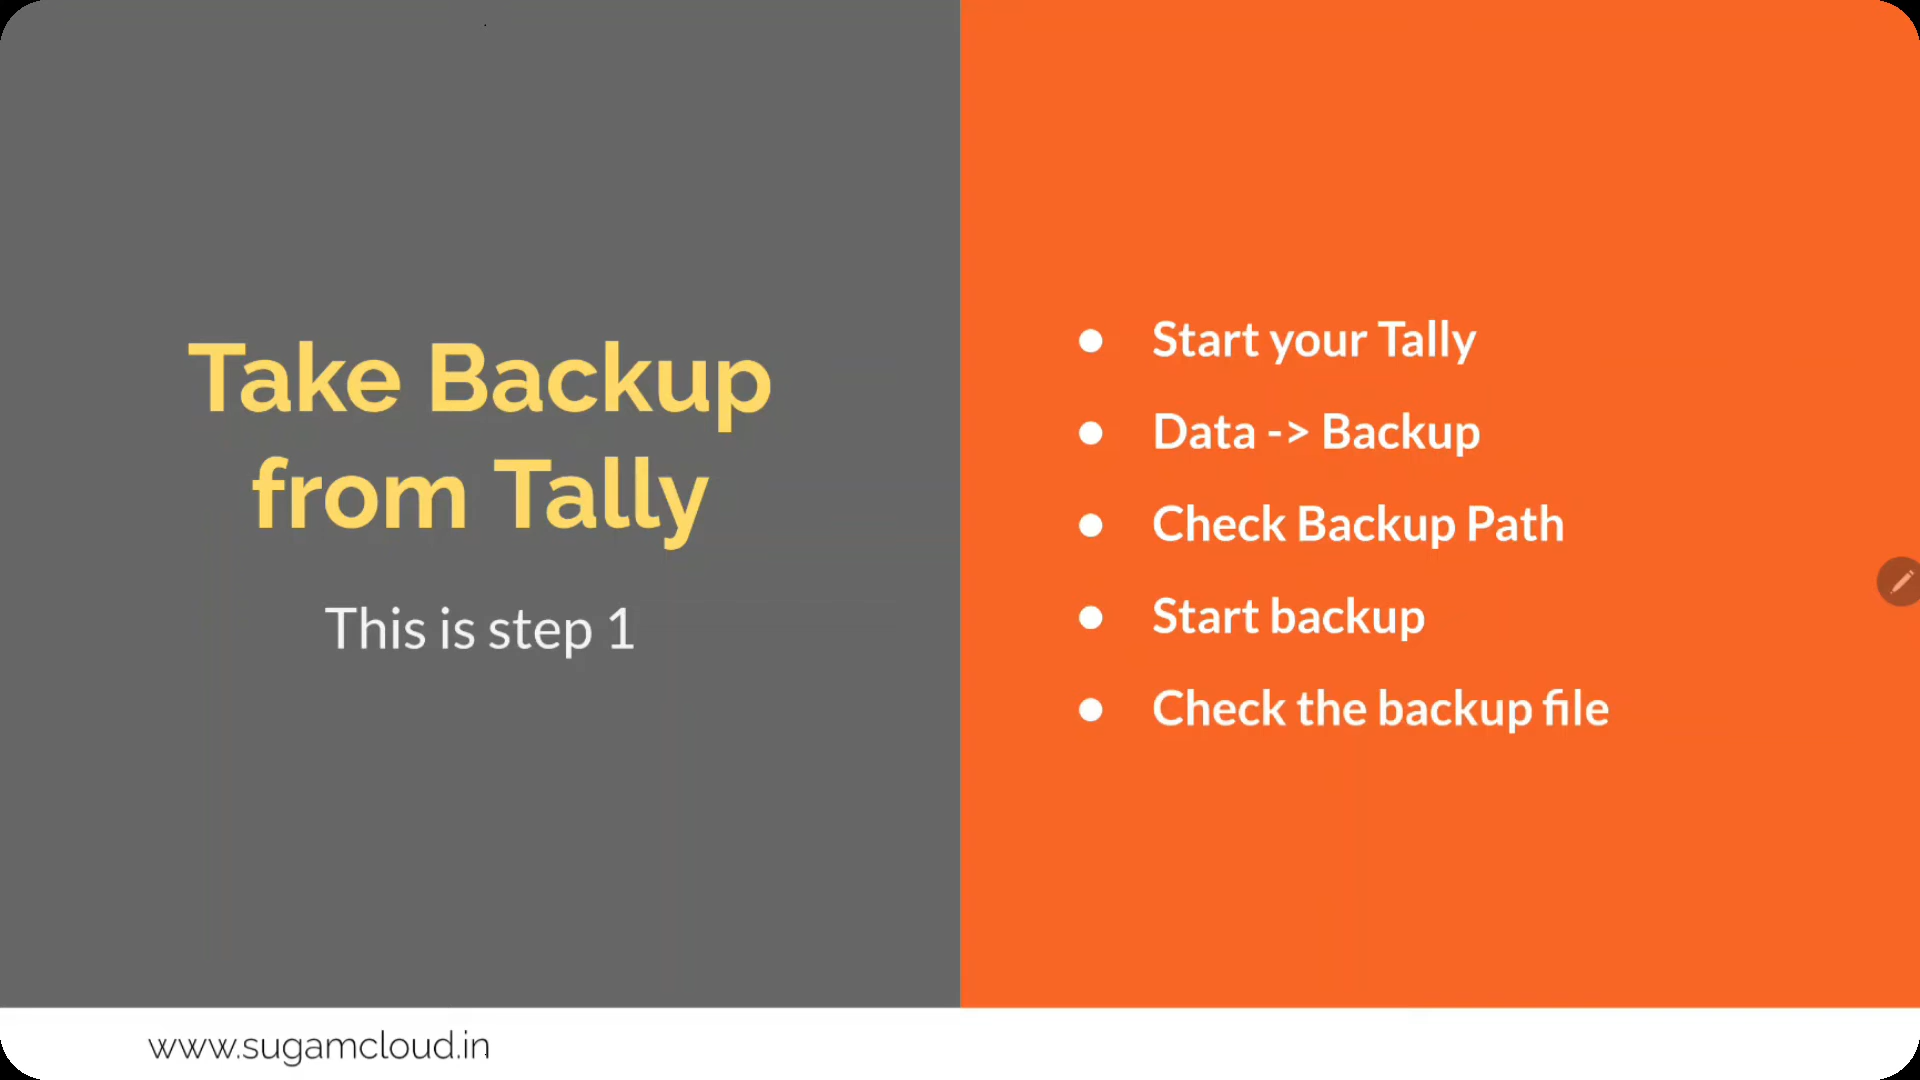 Take Backup
from Tally
This is step 1
● Start your Tally
● Data -> Backup
● Check Backup Path
● Start backup
● Check the backup file
www.sugamcloud.in